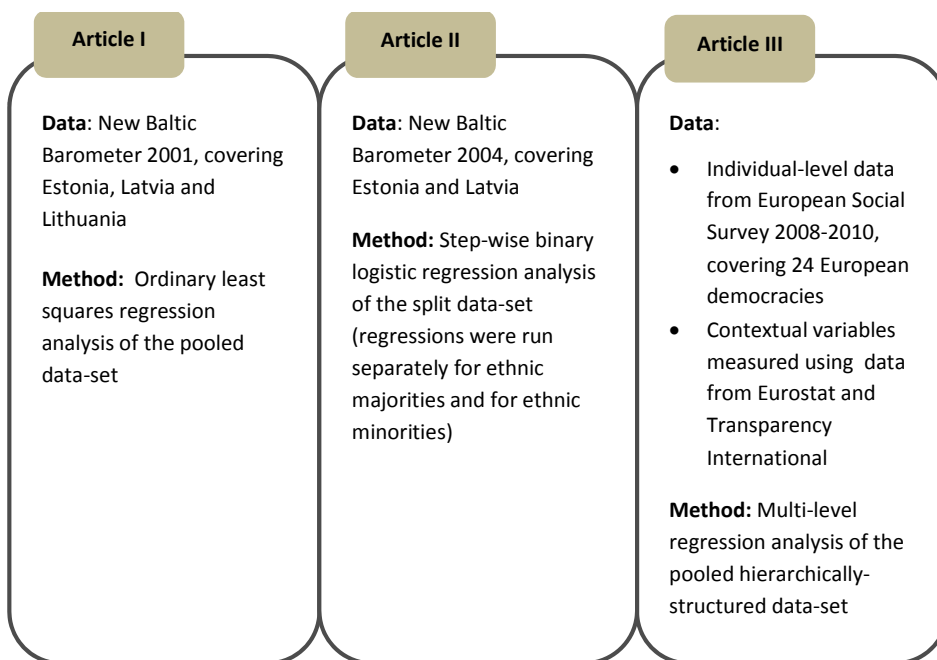 Article I
Data: New Baltic
Barometer 2001, covering
Estonia, Latvia and
Lithuania
Method:  Ordinary least
squares regression
analysis of the pooled
data-set
Article II
Data: New Baltic
Barometer 2004, covering
Estonia and Latvia
Method: Step-wise binary
logistic regression analysis
of the split data-set
(regressions were run
separately for ethnic
majorities and for ethnic
minorities)
Article III
Data:
• Individual-level data
from European Social
Survey 2008-2010,
covering 24 European
democracies
• Contextual variables
measured using  data
from Eurostat and
Transparency
International
Method: Multi-level
regression analysis of the
pooled hierarchically-
structured data-set